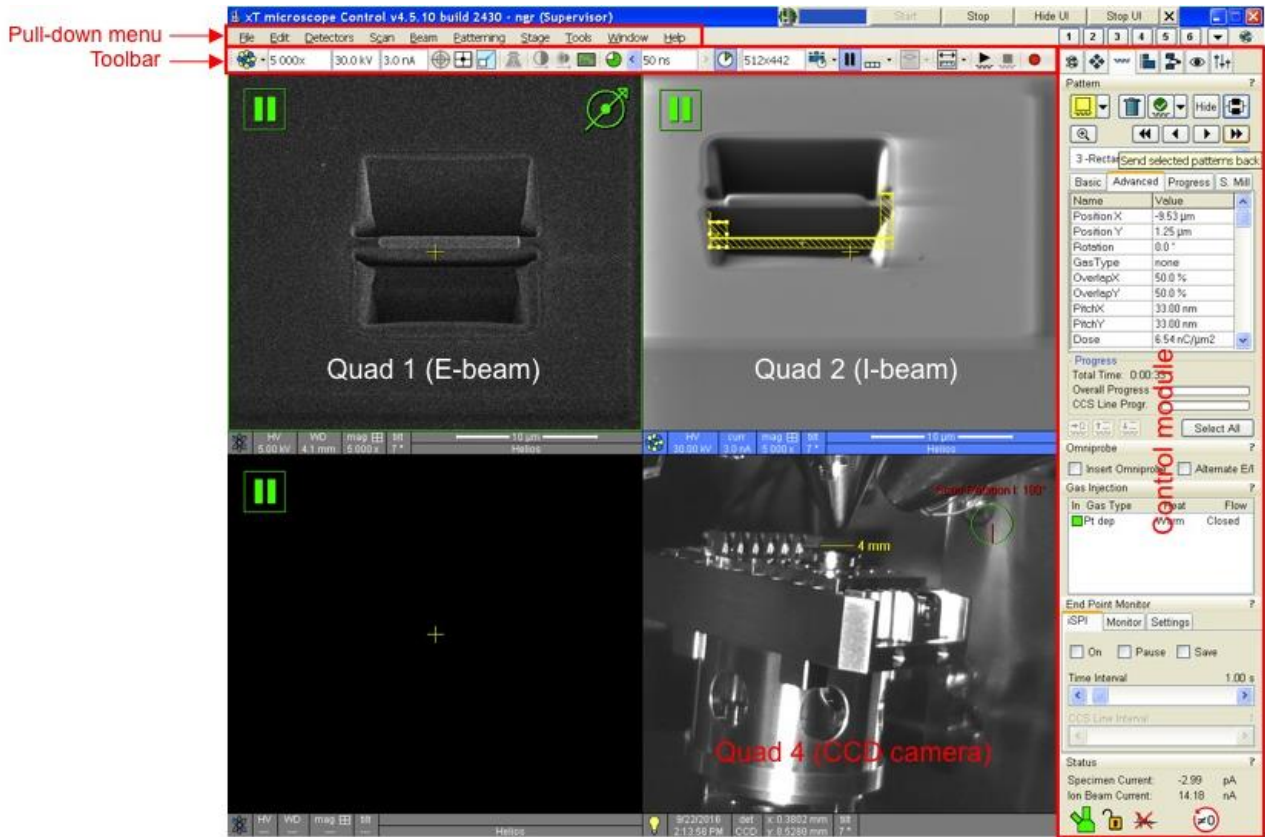 xT microscope Control v4.5.10 build 2430 - ngr (Supervisor)
Start
Stop
Hide UI
Stop UI
X
Pull-down menu
File Edit Detectors Scan Beam Patterning Stage Tools Window Help
1 2 3 4 5 6
Toolbar
5 000x
30.0 kV
3.0 nA
50 ns
512x442
Pattern ?
Hide
3 -Rectan
Send selected patterns back
Basic Advanced Progress S. Mill
Name Value
Position X -9.53 µm
Position Y 1.25 µm
Rotation 0.0 °
GasType none
OverlapX 50.0 %
OverlapY 50.0 %
PitchX 33.00 nm
PitchY 33.00 nm
Dose 6.54 nC/µm2
Progress
Total Time: 0:00:35
Overall Progress
CCS Line Progr.
Select All
Control module
Omniprobe ?
Insert Omniprobe
Alternate E/I
Gas Injection ?
In Gas Type Heat Flow
Pt dep Warm Closed
End Point Monitor ?
iSPI Monitor Settings
On Pause Save
Time Interval 1.00 s
CCS Line Interval 1
Status ?
Specimen Current: -2.99 pA
Ion Beam Current: 14.18 nA
≠0
Quad 1 (E-beam)
HV WD mag tilt 10 µm
5.00 kV 4.1 mm 5 000 x 7 ° Helios
Quad 2 (I-beam)
HV curr mag tilt 10 µm
30.00 kV 3.0 nA 5 000 x 7 ° Helios
HV WD mag tilt
— — — — Helios
Scan Rotation I: 180°
4 mm
Quad 4 (CCD camera)
9/22/2016 det x: 0.3802 mm tilt
2:13:56 PM CCD y: 0.5280 mm 7 °